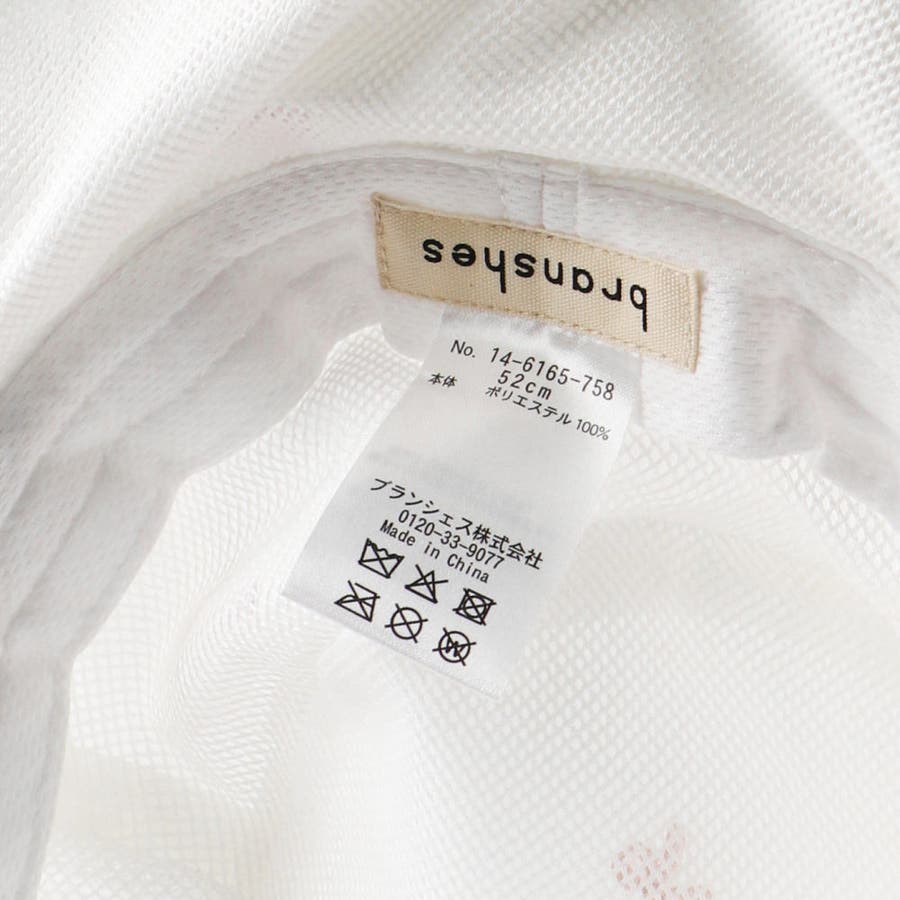 branshes
No. 14-6165-758
52cm
本体 ポリエステル 100%
ブランシェス株式会社
0120-33-9077
Made in China